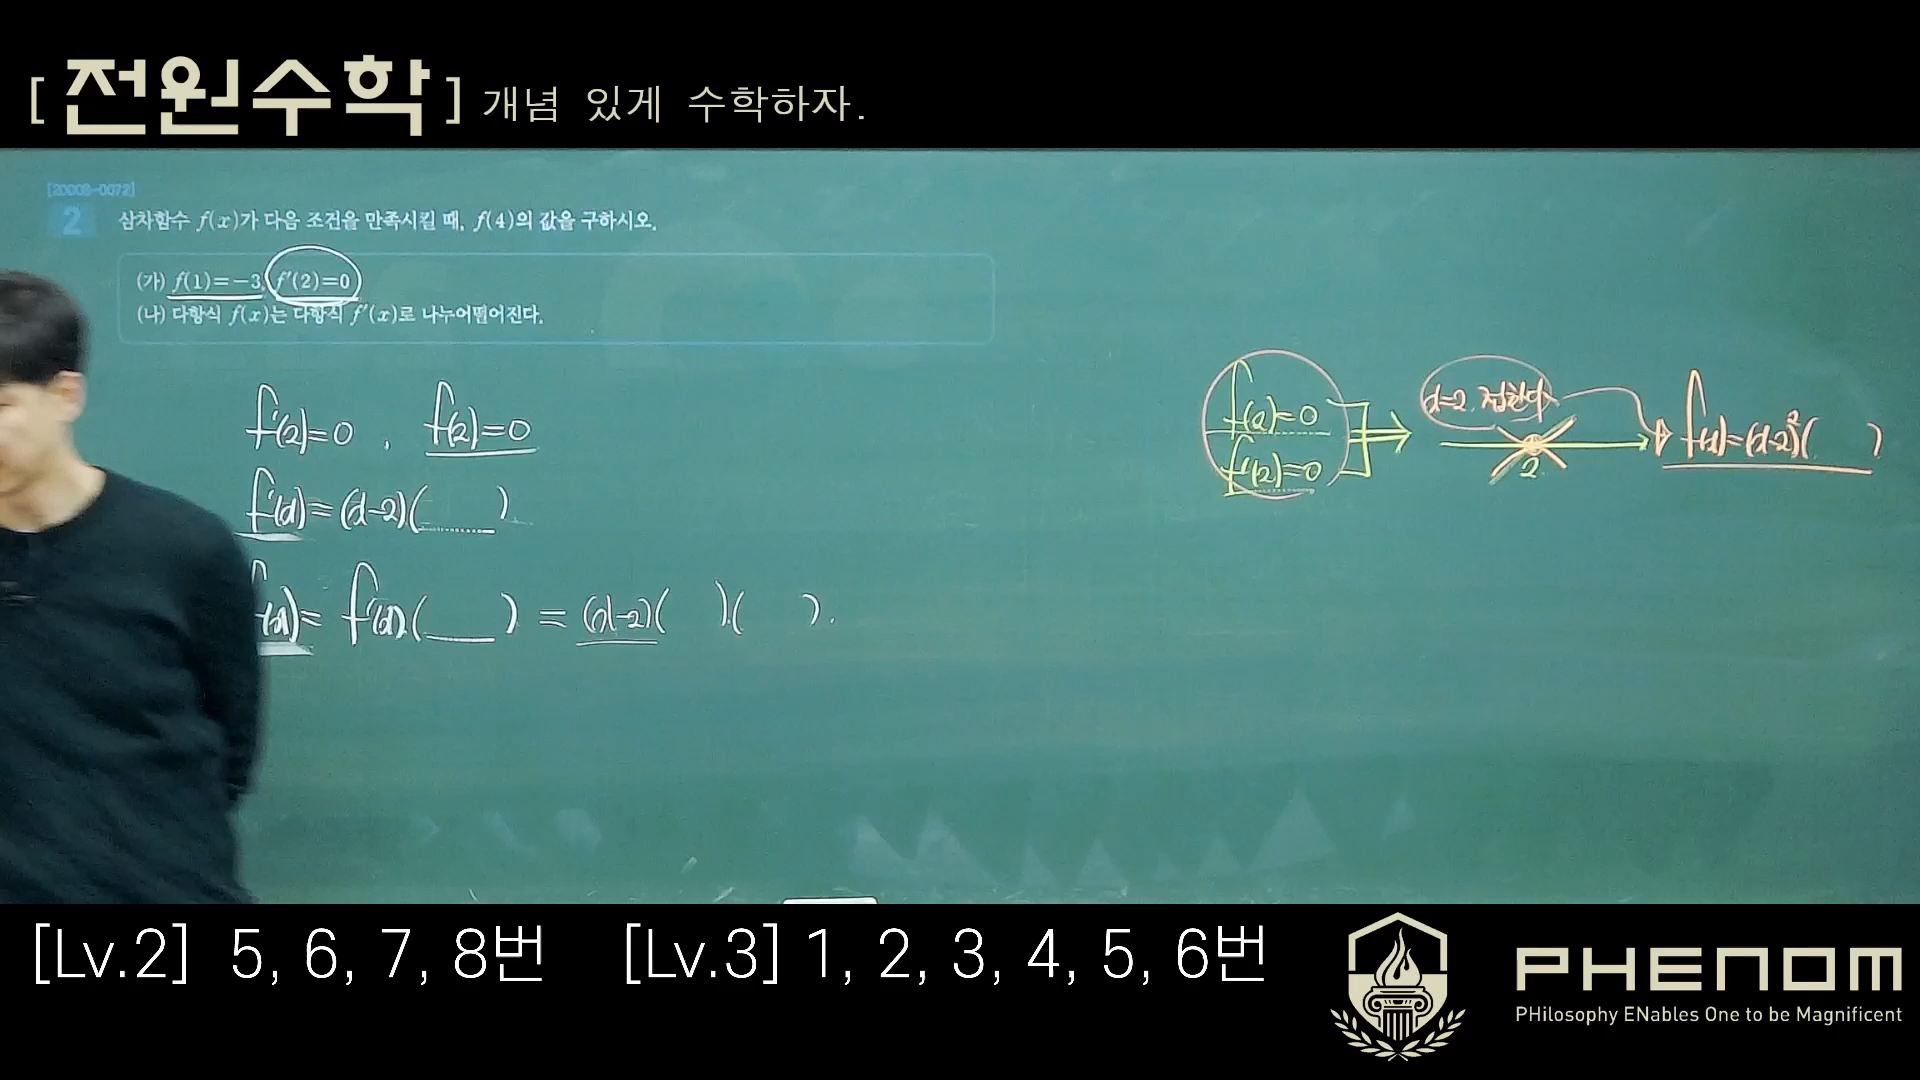 [전원수학] 개념 있게 수학하자.
[20008-0072]
2 삼차함수 f(x)가 다음 조건을 만족시킬 때, f(4)의 값을 구하시오.
(가) f(1)=-3, f'(2)=0
(나) 다항식 f(x)는 다항식 f'(x)로 나누어떨어진다.
f'(2)=0 , f(2)=0
f'(x)=(x-2)( )
f(x)= f'(x)( ) = (x-2)( )( ).
f(2)=0
f'(2)=0
x=2. 접한다
2
f(x)=(x-2)²( )
[Lv.2] 5, 6, 7, 8번 [Lv.3] 1, 2, 3, 4, 5, 6번
PHENOM
PHilosophy ENables One to be Magnificent